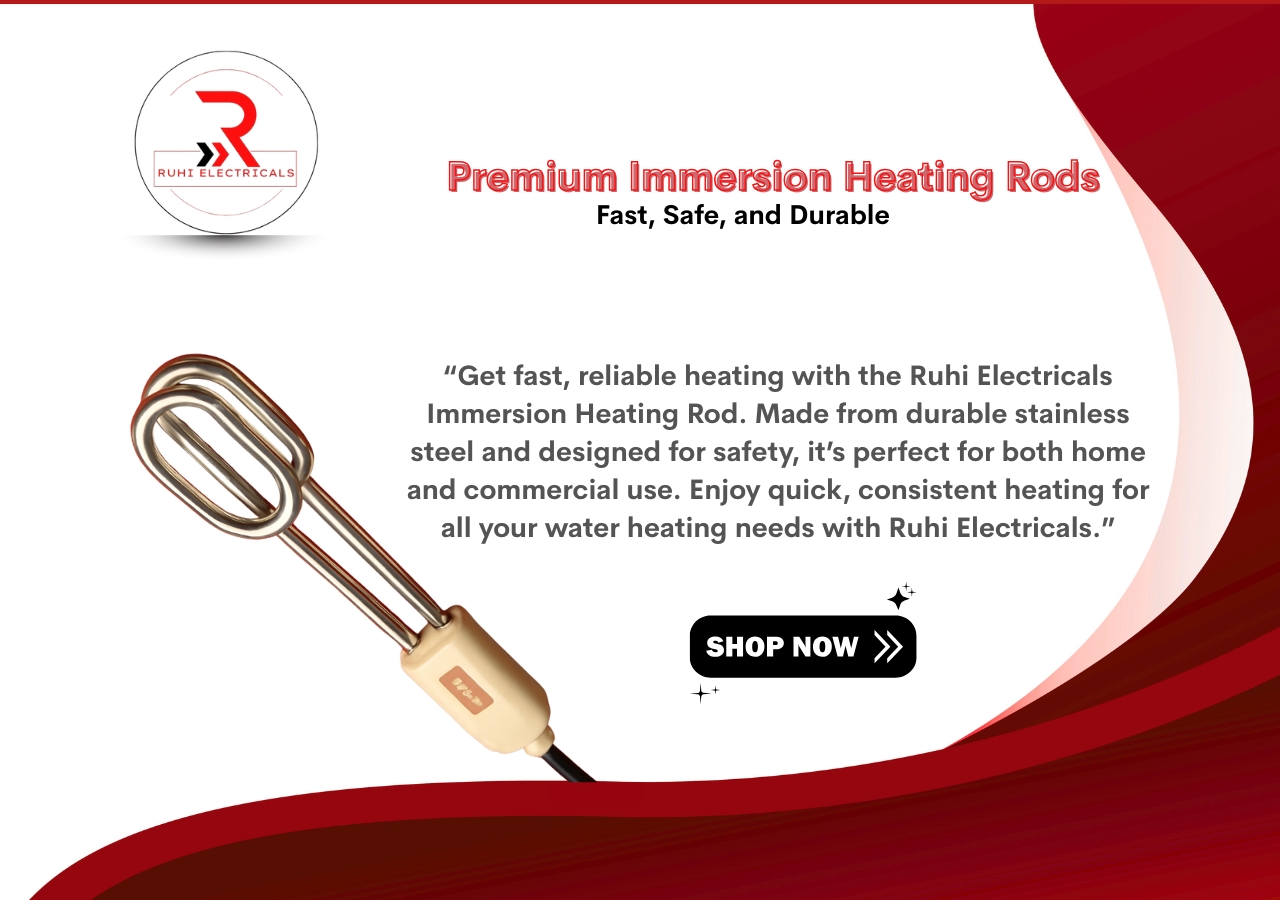 RUHI ELECTRICALS
Premium Immersion Heating Rods
Fast, Safe, and Durable
“Get fast, reliable heating with the Ruhi Electricals
Immersion Heating Rod. Made from durable stainless
steel and designed for safety, it’s perfect for both home
and commercial use. Enjoy quick, consistent heating for
all your water heating needs with Ruhi Electricals.”
SHOP NOW